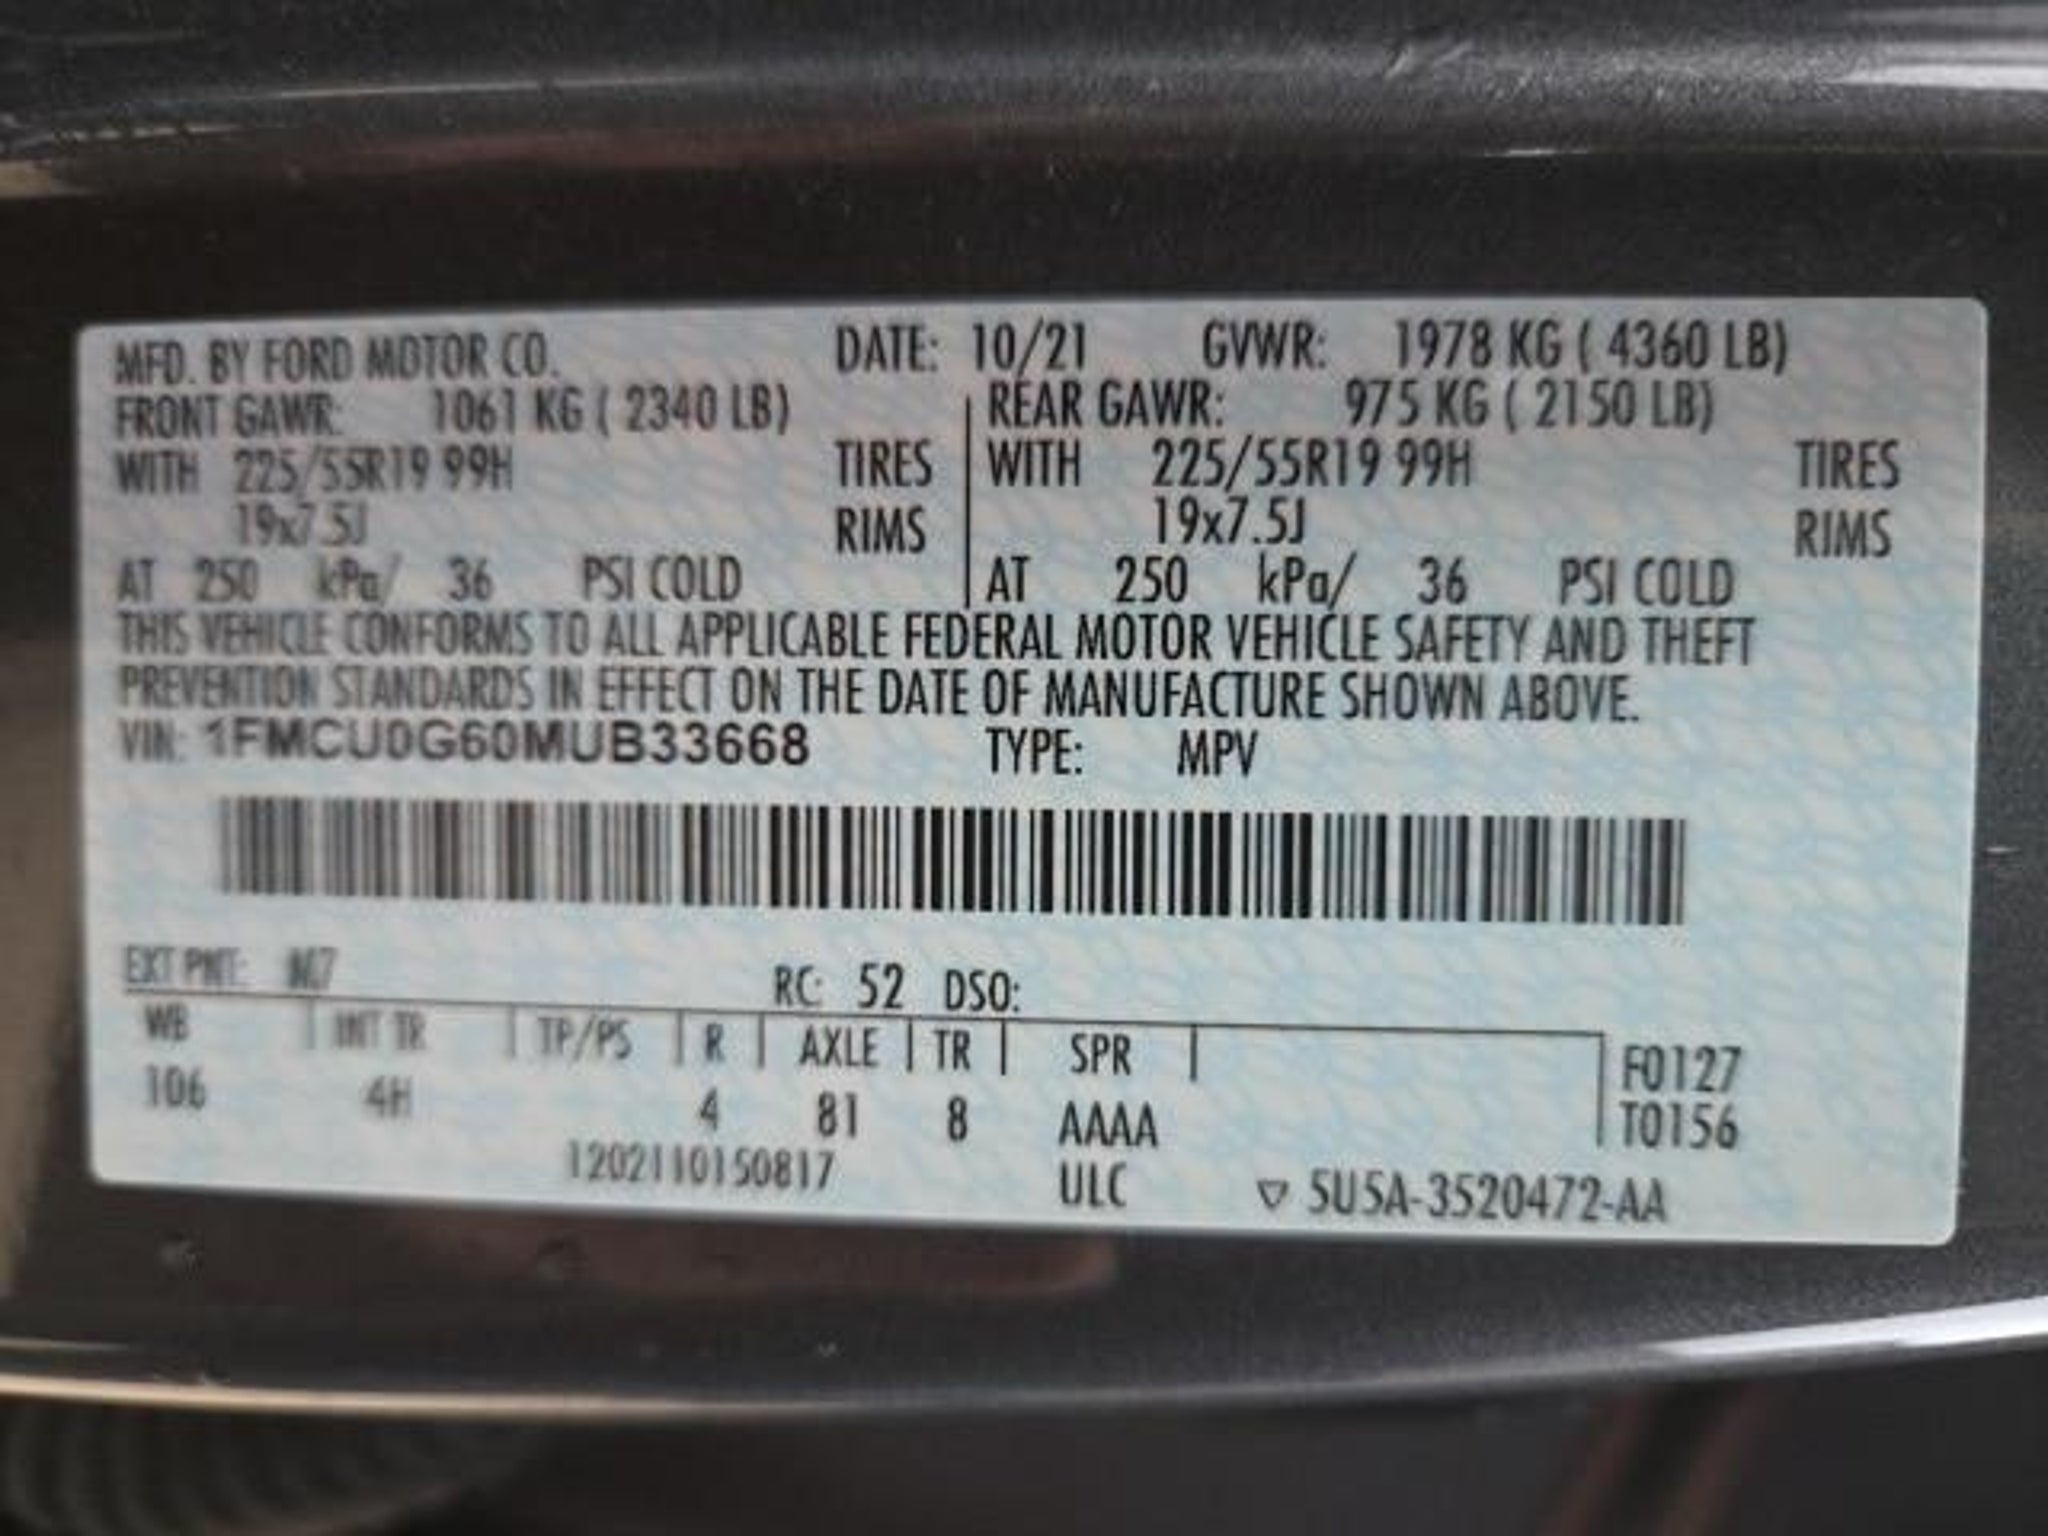 MFD. BY FORD MOTOR CO. DATE: 10/21 GVWR: 1978 KG ( 4360 LB)
FRONT GAWR: 1061 KG ( 2340 LB) REAR GAWR: 975 KG ( 2150 LB)
WITH 225/55R19 99H TIRES WITH 225/55R19 99H TIRES
19x7.5J RIMS 19x7.5J RIMS
AT 250 kPa/ 36 PSI COLD AT 250 kPa/ 36 PSI COLD
THIS VEHICLE CONFORMS TO ALL APPLICABLE FEDERAL MOTOR VEHICLE SAFETY AND THEFT
PREVENTION STANDARDS IN EFFECT ON THE DATE OF MANUFACTURE SHOWN ABOVE.
VIN: 1FMCU0G60MUB33668 TYPE: MPV
EXT PNT: M7 RC: 52 DSO:
WB INT TR TP/PS R AXLE TR SPR F0127
106 4H 4 81 8 AAAA T0156
1202110150817 ULC ▽ 5U5A-3520472-AA